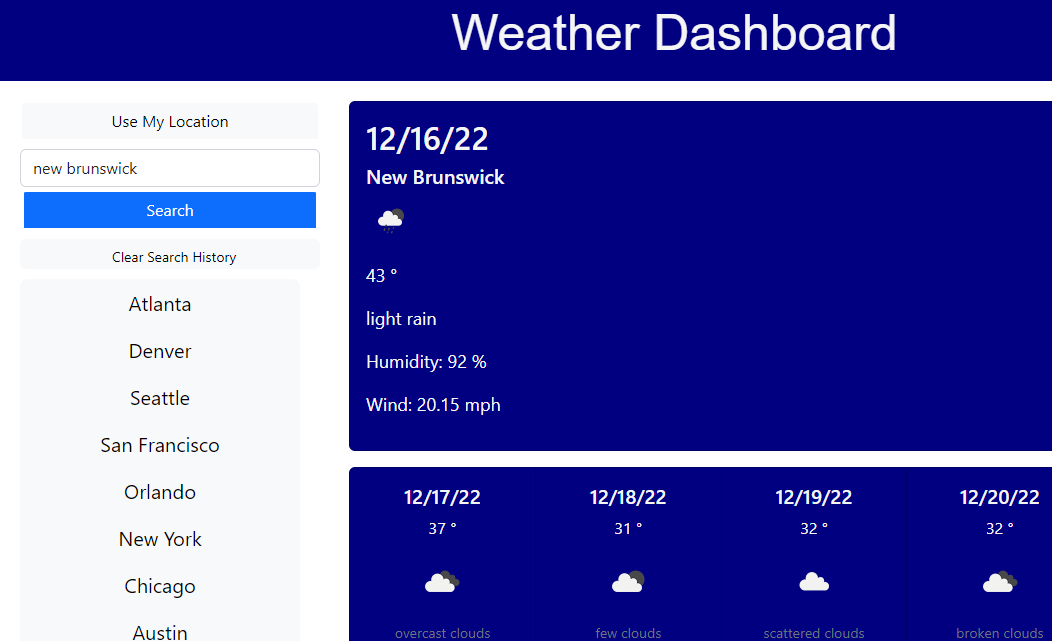 Weather Dashboard
Use My Location
new brunswick
Search
Clear Search History
Atlanta
Denver
Seattle
San Francisco
Orlando
New York
Chicago
Austin
12/16/22
New Brunswick
43 °
light rain
Humidity: 92 %
Wind: 20.15 mph
12/17/22
37 °
overcast clouds
12/18/22
31 °
few clouds
12/19/22
32 °
scattered clouds
12/20/22
32 °
broken clouds